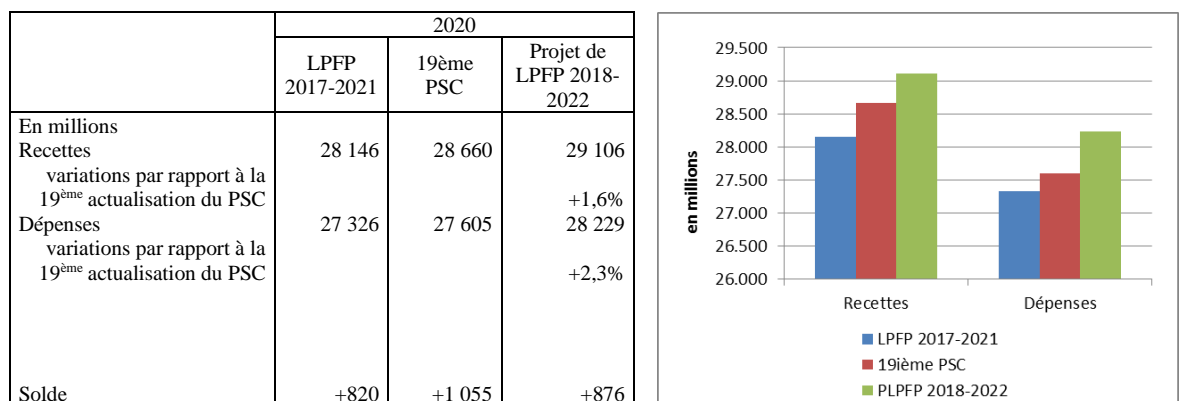 2020
LPFP 2017-2021
19ème PSC
Projet de LPFP 2018-2022
En millions
Recettes 28 146 28 660 29 106
variations par rapport à la
19ème actualisation du PSC +1,6%
Dépenses 27 326 27 605 28 229
variations par rapport à la
19ème actualisation du PSC +2,3%
Solde +820 +1 055 +876
en millions
29.500
29.000
28.500
28.000
27.500
27.000
26.500
26.000
Recettes Dépenses
LPFP 2017-2021
19ième PSC
PLPFP 2018-2022